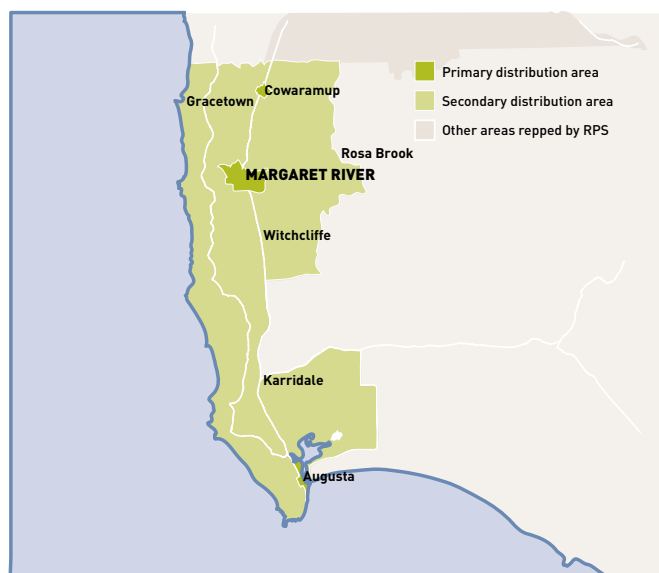 Primary distribution area
Secondary distribution area
Other areas repped by RPS
Cowaramup
Gracetown
Rosa Brook
MARGARET RIVER
Witchcliffe
Karridale
Augusta